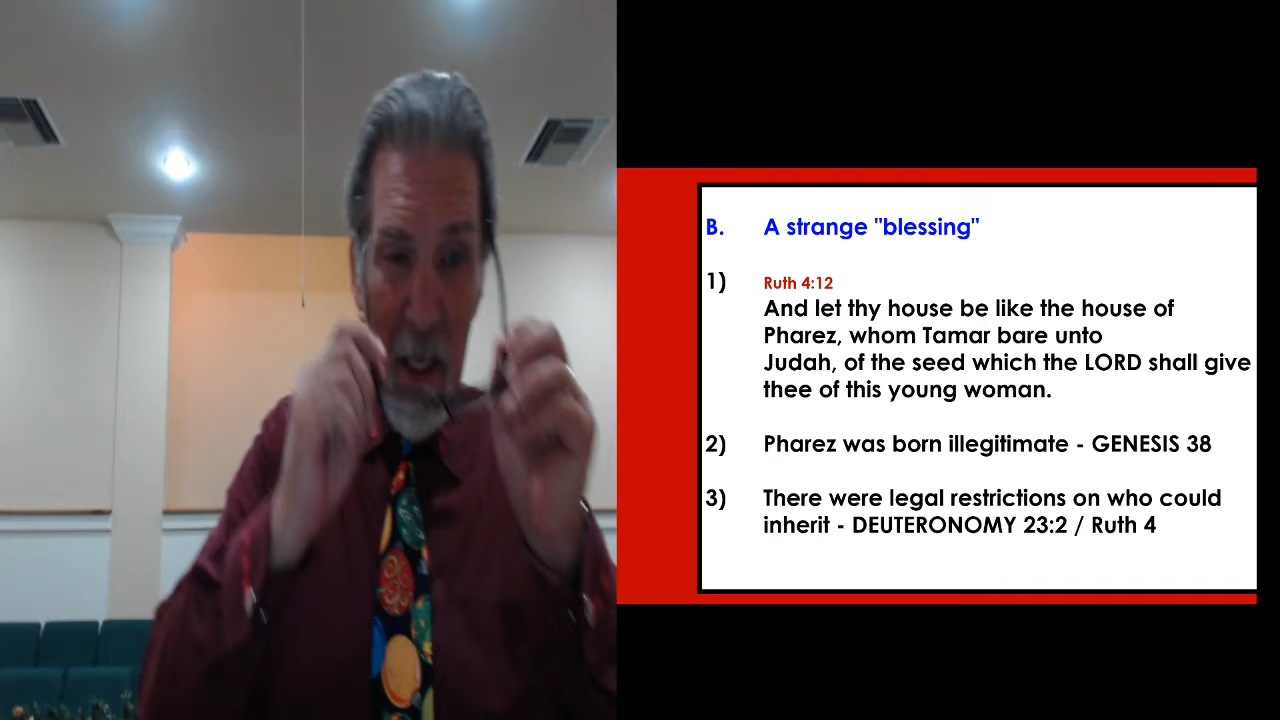 B. A strange "blessing"
1) Ruth 4:12
And let thy house be like the house of
Pharez, whom Tamar bare unto
Judah, of the seed which the LORD shall give
thee of this young woman.
2) Pharez was born illegitimate - GENESIS 38
3) There were legal restrictions on who could
inherit - DEUTERONOMY 23:2 / Ruth 4